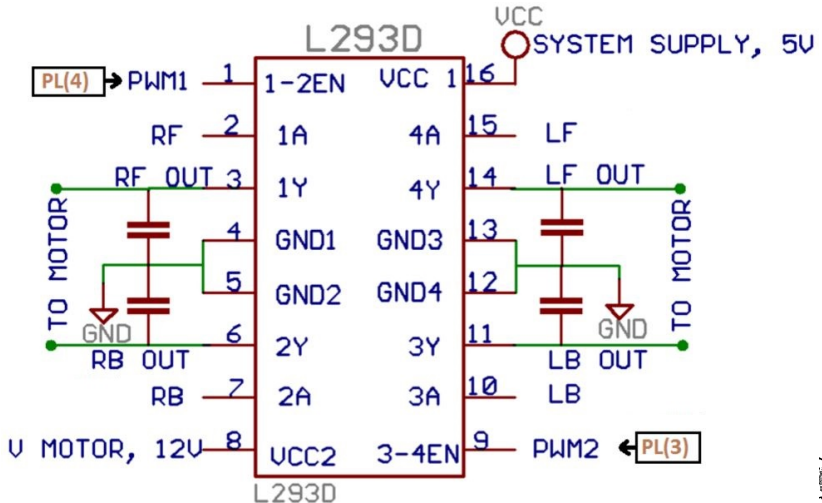 VCC
L293D
SYSTEM SUPPLY, 5V
PL(4) PWM1 1 1-2EN VCC 1 16
RF 2 1A 4A 15 LF
RF OUT 3 1Y 4Y 14 LF OUT
4 GND1 GND3 13
5 GND2 GND4 12
TO MOTOR
GND
GND
TO MOTOR
RB OUT 6 2Y 3Y 11 LB OUT
RB 7 2A 3A 10 LB
V MOTOR, 12V 8 VCC2 3-4EN 9 PWM2 PL(3)
L293D